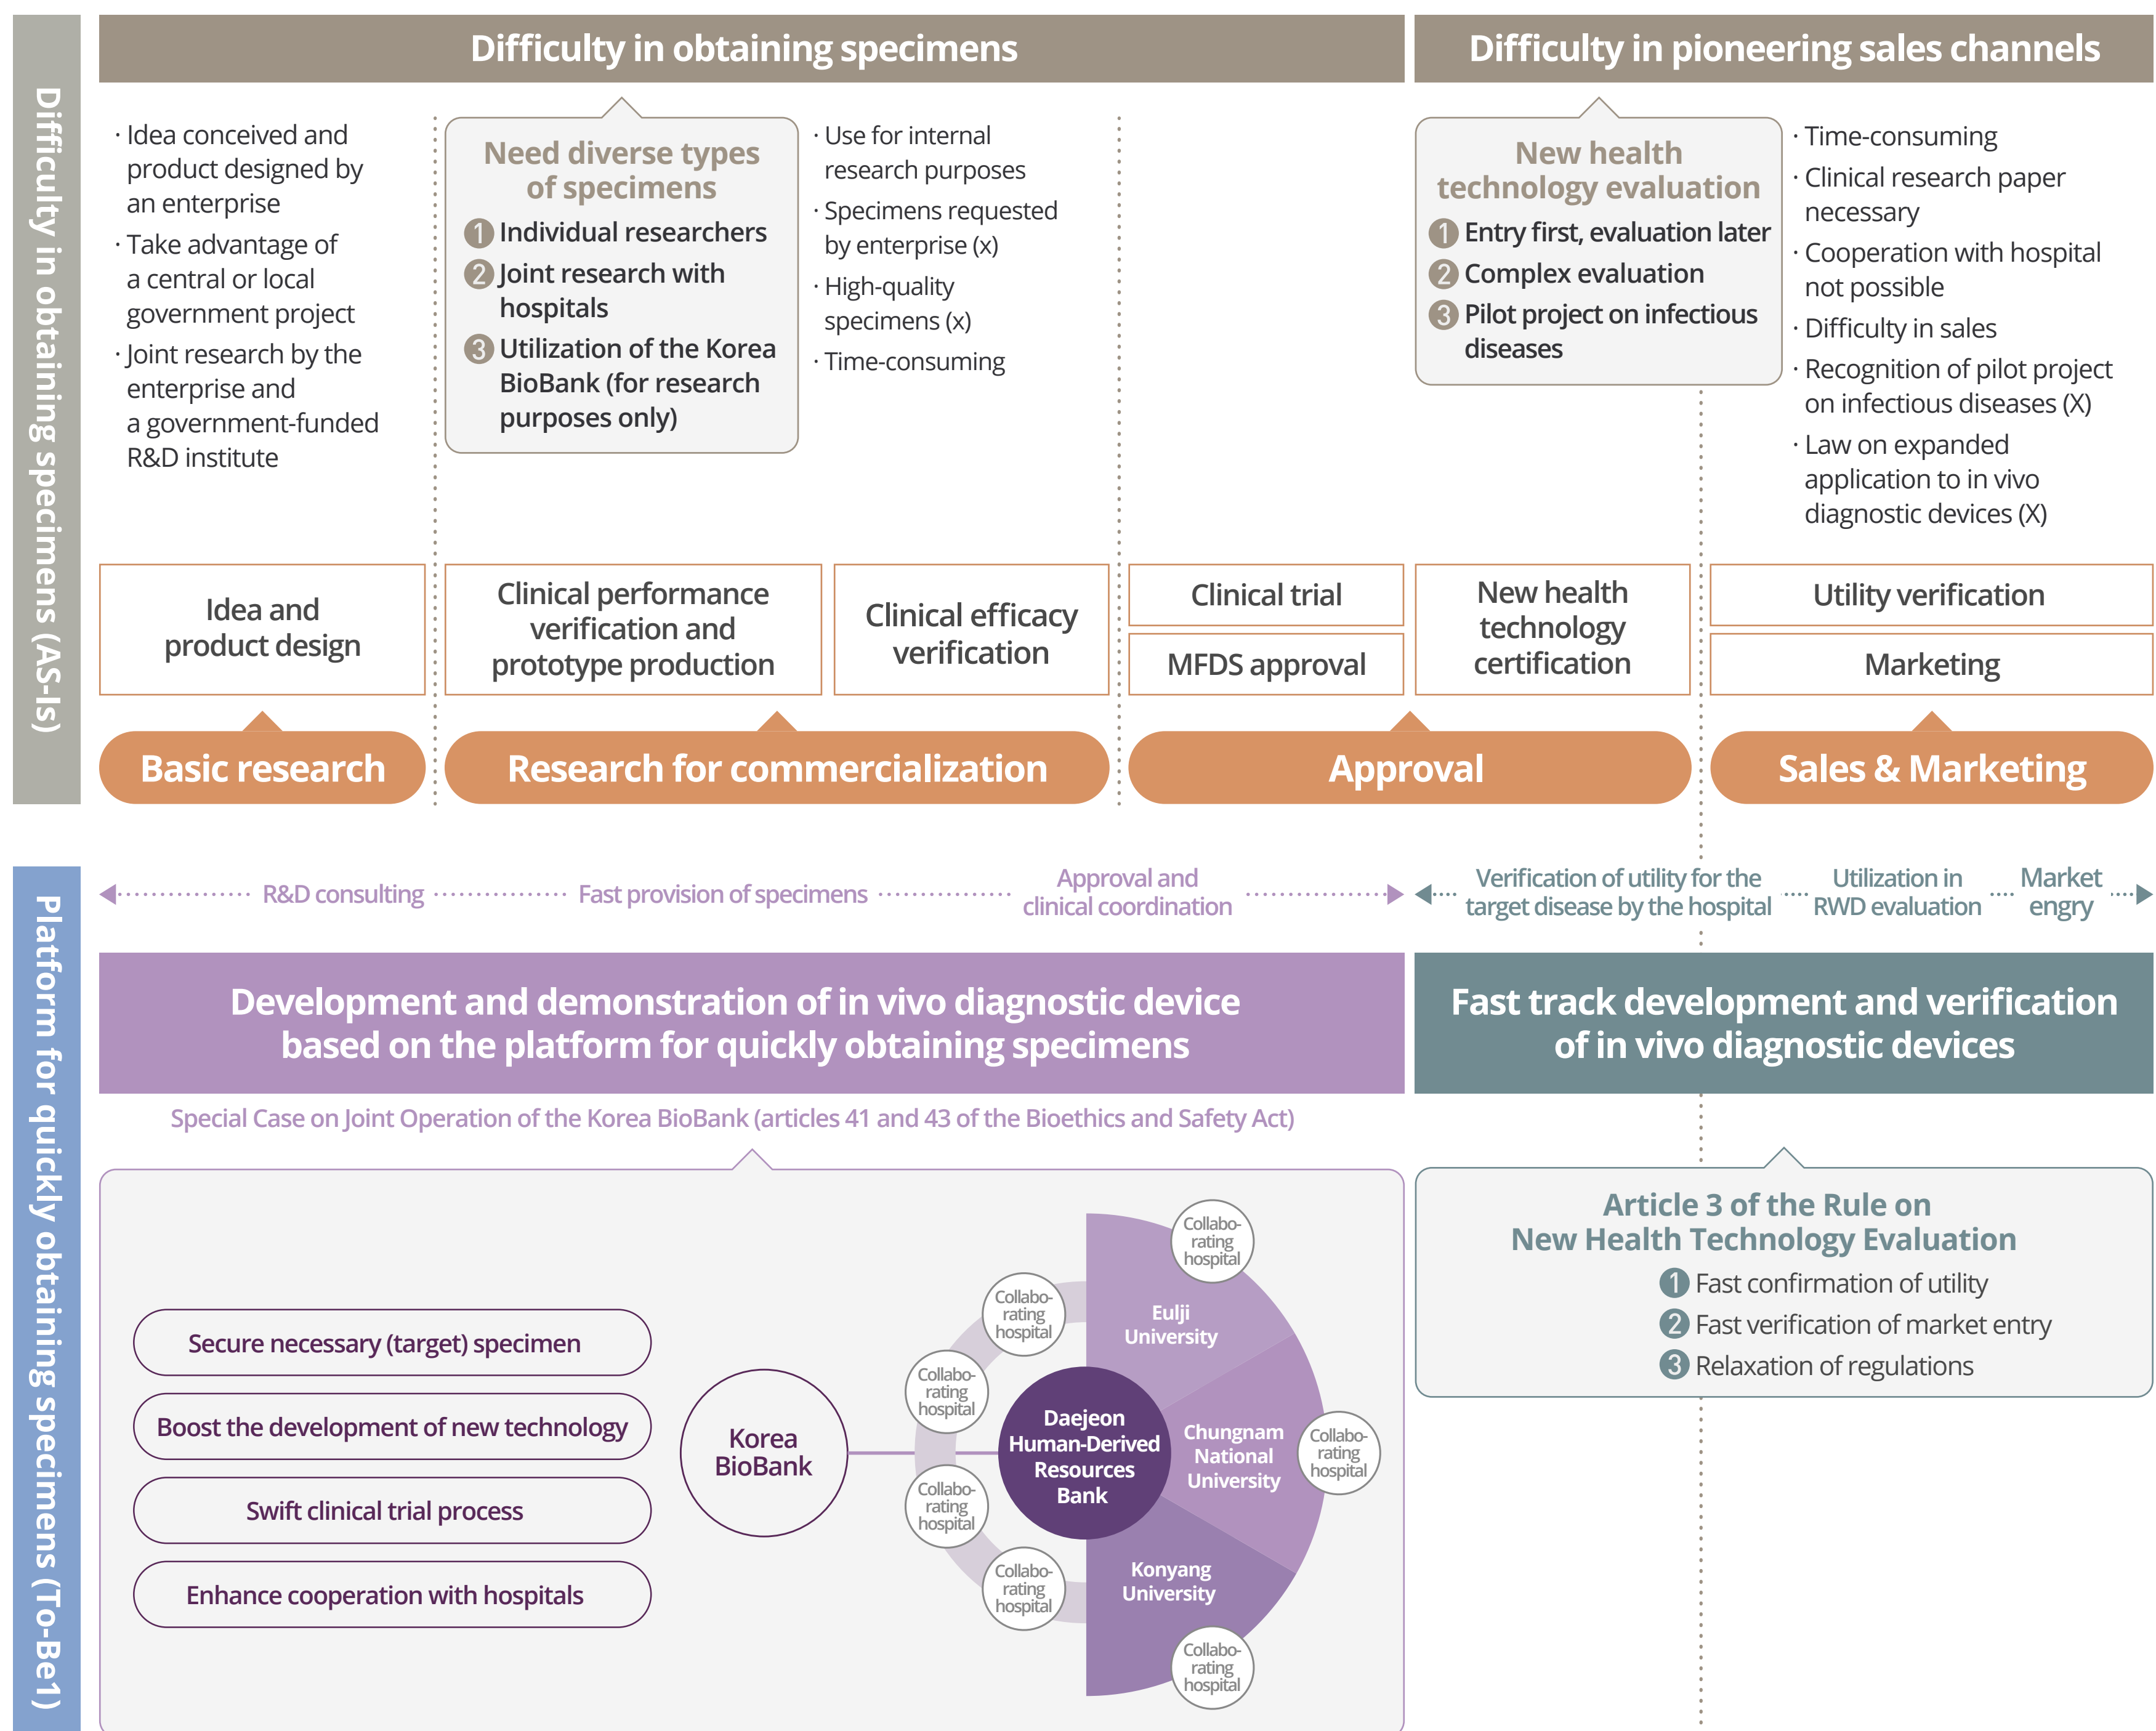 Difficulty in obtaining specimens (AS-Is)
Difficulty in obtaining specimens
Difficulty in pioneering sales channels
· Idea conceived and
product designed by
an enterprise
· Take advantage of
a central or local
government project
· Joint research by the
enterprise and
a government-funded
R&D institute
Need diverse types
of specimens
1 Individual researchers
2 Joint research with
hospitals
3 Utilization of the Korea
BioBank (for research
purposes only)
· Use for internal
research purposes
· Specimens requested
by enterprise (x)
· High-quality
specimens (x)
· Time-consuming
New health
technology evaluation
1 Entry first, evaluation later
2 Complex evaluation
3 Pilot project on infectious
diseases
· Time-consuming
· Clinical research paper
necessary
· Cooperation with hospital
not possible
· Difficulty in sales
· Recognition of pilot project
on infectious diseases (X)
· Law on expanded
application to in vivo
diagnostic devices (X)
Idea and
product design
Clinical performance
verification and
prototype production
Clinical efficacy
verification
Clinical trial
MFDS approval
New health
technology
certification
Utility verification
Marketing
Basic research
Research for commercialization
Approval
Sales & Marketing
Platform for quickly obtaining specimens (To-Be1)
R&D consulting
Fast provision of specimens
Approval and
clinical coordination
Verification of utility for the
target disease by the hospital
Utilization in
RWD evaluation
Market
engry
Development and demonstration of in vivo diagnostic device
based on the platform for quickly obtaining specimens
Fast track development and verification
of in vivo diagnostic devices
Special Case on Joint Operation of the Korea BioBank (articles 41 and 43 of the Bioethics and Safety Act)
Secure necessary (target) specimen
Boost the development of new technology
Swift clinical trial process
Enhance cooperation with hospitals
Korea
BioBank
Collabo-
rating
hospital
Collabo-
rating
hospital
Collabo-
rating
hospital
Collabo-
rating
hospital
Daejeon
Human-Derived
Resources
Bank
Eulji
University
Chungnam
National
University
Konyang
University
Collabo-
rating
hospital
Collabo-
rating
hospital
Collabo-
rating
hospital
Article 3 of the Rule on
New Health Technology Evaluation
1 Fast confirmation of utility
2 Fast verification of market entry
3 Relaxation of regulations